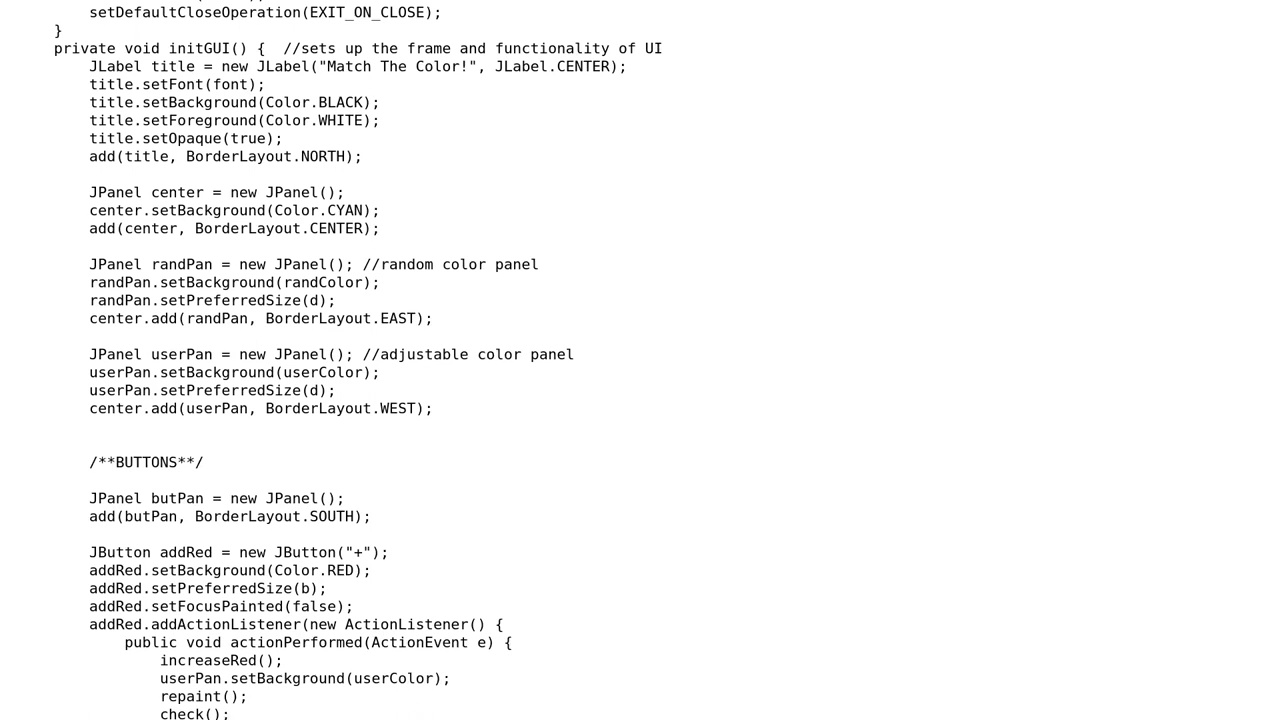 setDefaultCloseOperation(EXIT_ON_CLOSE);
    }
    private void initGUI() {  //sets up the frame and functionality of UI
        JLabel title = new JLabel("Match The Color!", JLabel.CENTER);
        title.setFont(font);
        title.setBackground(Color.BLACK);
        title.setForeground(Color.WHITE);
        title.setOpaque(true);
        add(title, BorderLayout.NORTH);

        JPanel center = new JPanel();
        center.setBackground(Color.CYAN);
        add(center, BorderLayout.CENTER);

        JPanel randPan = new JPanel(); //random color panel
        randPan.setBackground(randColor);
        randPan.setPreferredSize(d);
        center.add(randPan, BorderLayout.EAST);

        JPanel userPan = new JPanel(); //adjustable color panel
        userPan.setBackground(userColor);
        userPan.setPreferredSize(d);
        center.add(userPan, BorderLayout.WEST);


        /**BUTTONS**/

        JPanel butPan = new JPanel();
        add(butPan, BorderLayout.SOUTH);

        JButton addRed = new JButton("+");
        addRed.setBackground(Color.RED);
        addRed.setPreferredSize(b);
        addRed.setFocusPainted(false);
        addRed.addActionListener(new ActionListener() {
            public void actionPerformed(ActionEvent e) {
                increaseRed();
                userPan.setBackground(userColor);
                repaint();
                check();